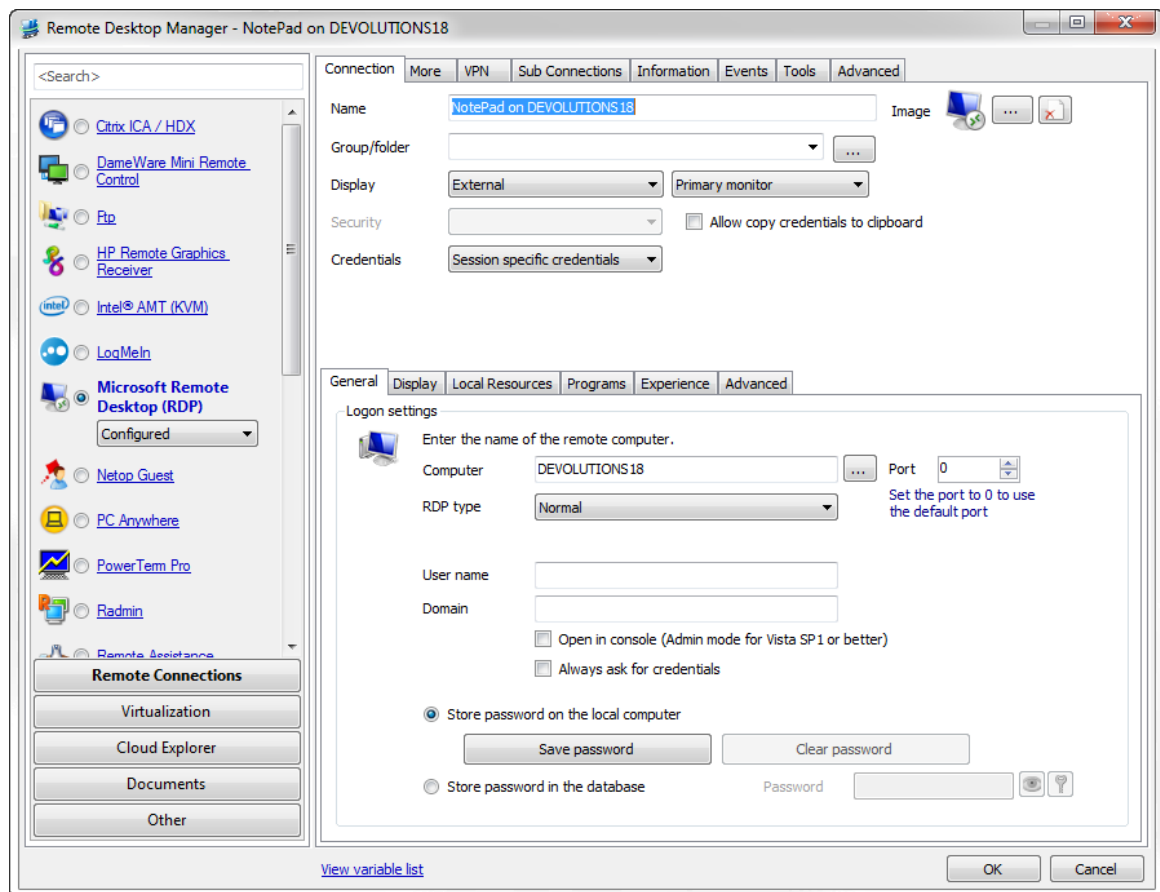 Remote Desktop Manager - NotePad on DEVOLUTIONS18
<Search>
Citrix ICA / HDX
DameWare Mini Remote
Control
Ftp
HP Remote Graphics
Receiver
intel
Intel® AMT (KVM)
LogMeIn
Microsoft Remote
Desktop (RDP)
Configured
Netop Guest
PC Anywhere
PowerTerm Pro
Radmin
Remote Assistance
Remote Connections
Virtualization
Cloud Explorer
Documents
Other
Connection More VPN Sub Connections Information Events Tools Advanced
Name NotePad on DEVOLUTIONS18 Image ...
Group/folder ...
Display External Primary monitor
Security Allow copy credentials to clipboard
Credentials Session specific credentials
General Display Local Resources Programs Experience Advanced
Logon settings
Enter the name of the remote computer.
Computer DEVOLUTIONS18 ... Port 0
Set the port to 0 to use
the default port
RDP type Normal
User name
Domain
Open in console (Admin mode for Vista SP1 or better)
Always ask for credentials
Store password on the local computer
Save password Clear password
Store password in the database Password
View variable list OK Cancel